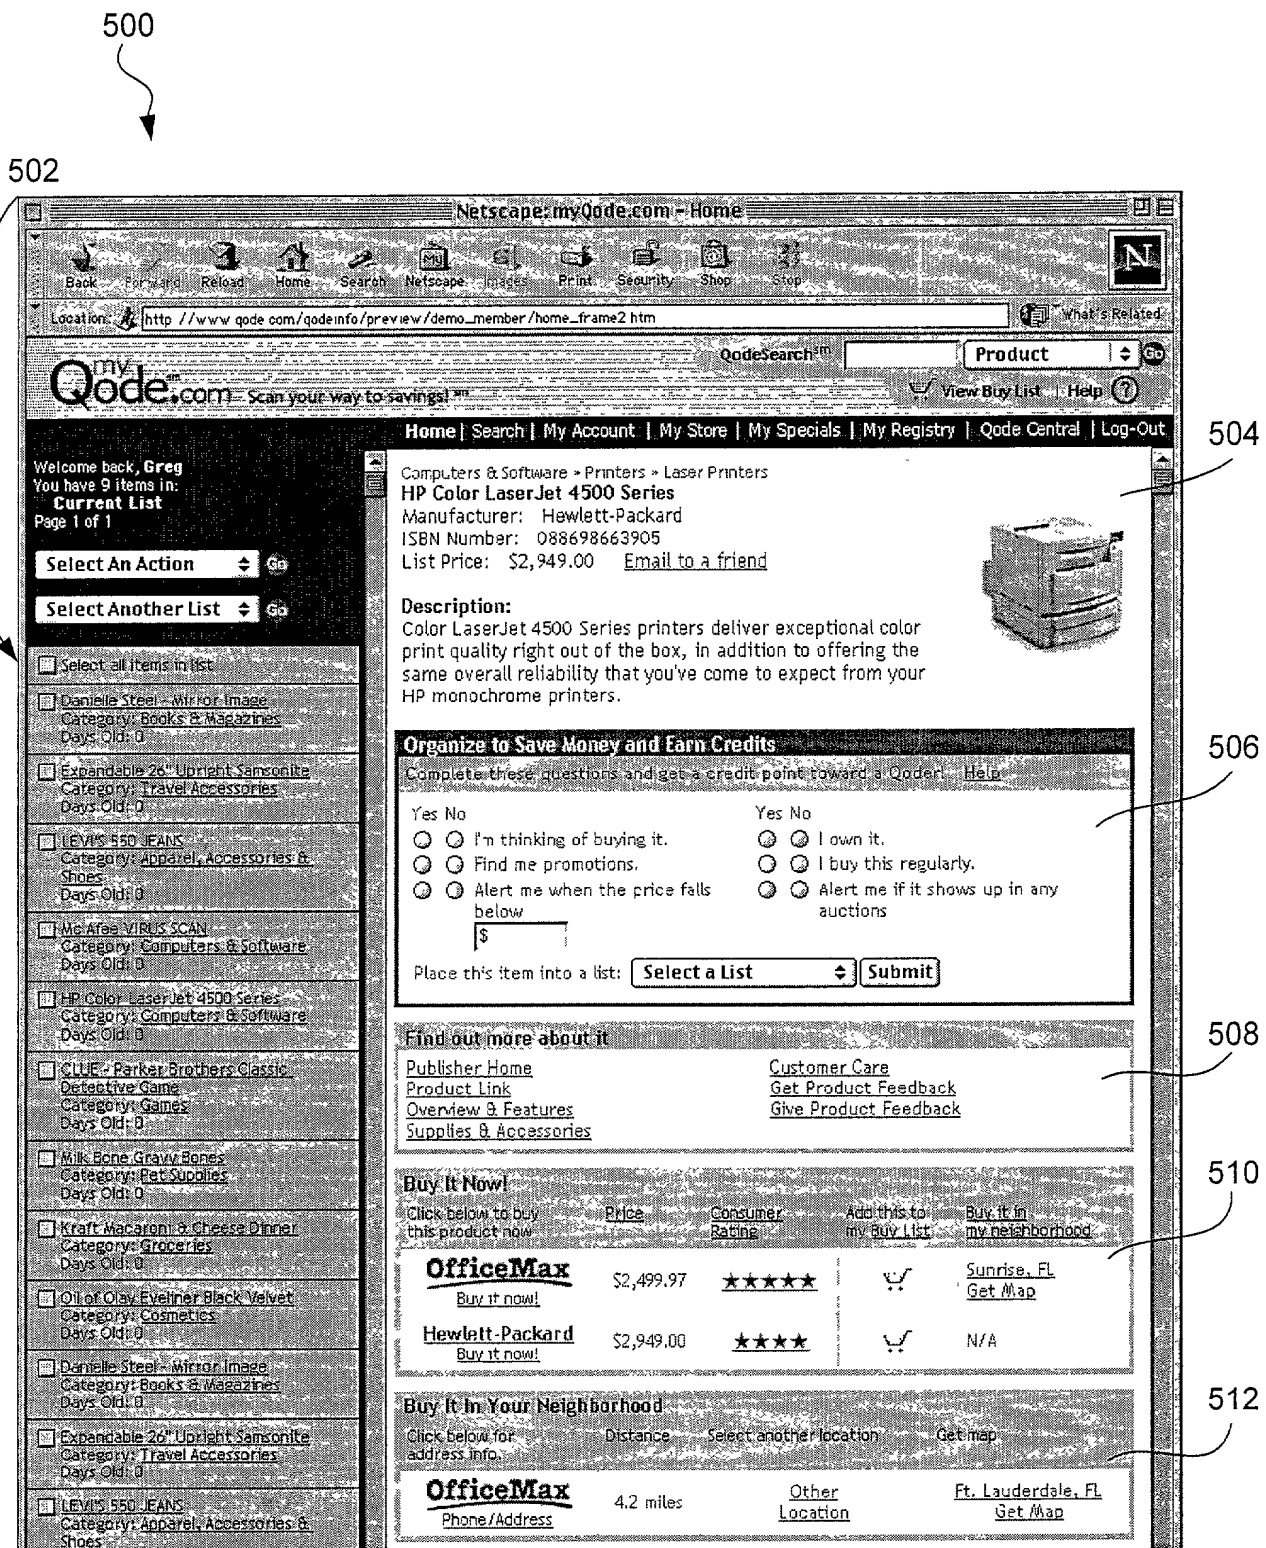 500
502
Netscape: myQode.com - Home
Back Forward Reload Home Search Netscape Images Print Security Shop Stop
N
Location: http //www qode com/qodeinfo/preview/demo_member/home_frame2 htm What's Related
QodeSearch sm Product Go
my Qode.com sm Scan your way to savings! sm
View Buy List | Help ?
Home | Search | My Account | My Store | My Specials | My Registry | Qode Central | Log-Out
504
Welcome back, Greg
You have 9 items in:
Current List
Page 1 of 1
Select An Action Go
Select Another List Go
Select all items in list
Danielle Steel - Mirror Image
Category: Books & Magazines
Days Old: 0
Expandable 26" Upright Samsonite
Category: Travel Accessories
Days Old: 0
LEVI'S 550 JEANS
Category: Apparel, Accessories &
Shoes
Days Old: 0
Mc Afee VIRUS SCAN
Category: Computers & Software
Days Old: 0
HP Color LaserJet 4500 Series
Category: Computers & Software
Days Old: 0
CLUE - Parker Brothers Classic
Detective Game
Category: Games
Days Old: 0
Milk Bone Gravy Bones
Category: Pet Supplies
Days Old: 0
Kraft Macaroni & Cheese Dinner
Category: Groceries
Days Old: 0
Oil of Olay Eyeliner Black Velvet
Category: Cosmetics
Days Old: 0
Danielle Steel - Mirror Image
Category: Books & Magazines
Days Old: 0
Expandable 26" Upright Samsonite
Category: Travel Accessories
Days Old: 0
LEVI'S 550 JEANS
Category: Apparel, Accessories &
Shoes
Computers & Software » Printers » Laser Printers
HP Color LaserJet 4500 Series
Manufacturer: Hewlett-Packard
ISBN Number: 088698663905
List Price: $2,949.00 Email to a friend
Description:
Color LaserJet 4500 Series printers deliver exceptional color
print quality right out of the box, in addition to offering the
same overall reliability that you've come to expect from your
HP monochrome printers.
506
Organize to Save Money and Earn Credits
Complete these questions and get a credit point toward a Qoder! Help
Yes No Yes No
I'm thinking of buying it. I own it.
Find me promotions. I buy this regularly.
Alert me when the price falls Alert me if it shows up in any
below auctions
$
Place this item into a list: Select a List Submit
508
Find out more about it
Publisher Home Customer Care
Product Link Get Product Feedback
Overview & Features Give Product Feedback
Supplies & Accessories
510
Buy It Now!
Click below to buy Price Consumer Add this to Buy it in
this product now Rating my Buy List my neighborhood
OfficeMax $2,499.97 ★★★★★ Sunrise, FL
Buy it now! Get Map
Hewlett-Packard $2,949.00 ★★★★ N/A
Buy it now!
512
Buy It In Your Neighborhood
Click below for Distance Select another location Get map
address info.
OfficeMax 4.2 miles Other Ft. Lauderdale, FL
Phone/Address Location Get Map